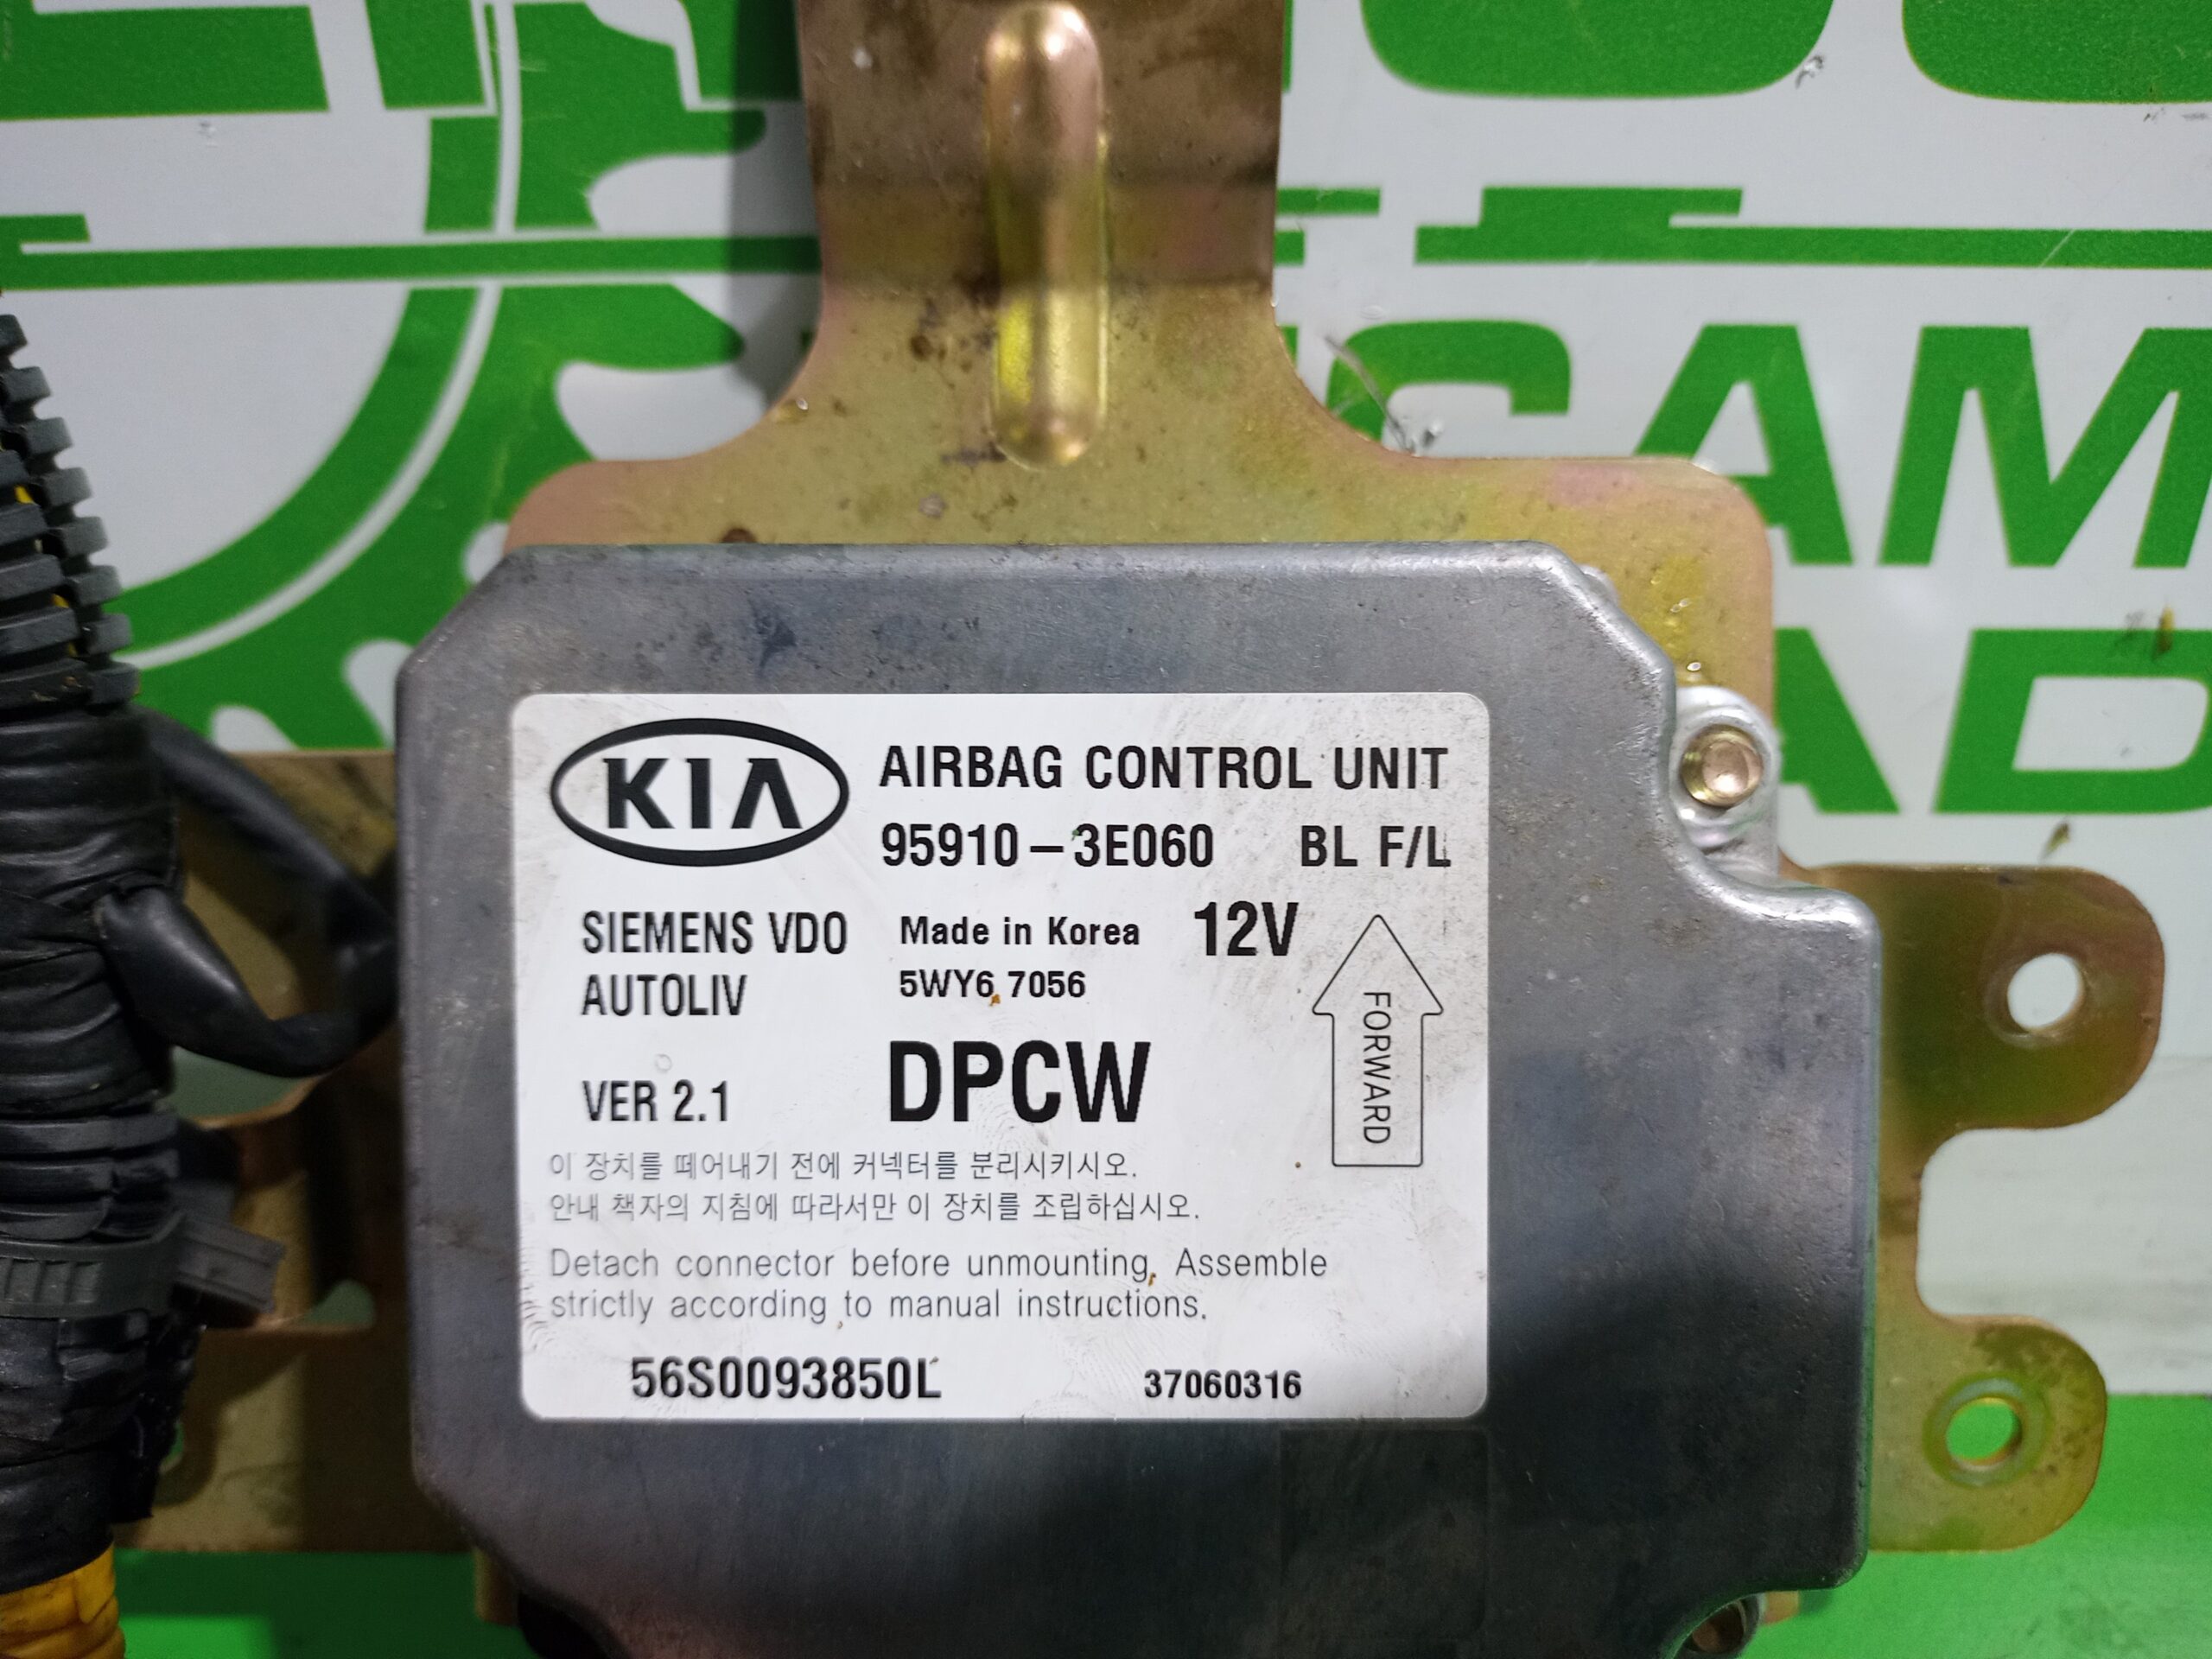 KIA
AIRBAG CONTROL UNIT
95910-3E060 BL F/L
SIEMENS VDO
AUTOLIV
Made in Korea
5WY6 7056
12V
FORWARD
VER 2.1
DPCW
이 장치를 떼어내기 전에 커넥터를 분리시키시오.
안내 책자의 지침에 따라서만 이 장치를 조립하십시오.
Detach connector before unmounting. Assemble
strictly according to manual instructions.
56S0093850L
37060316